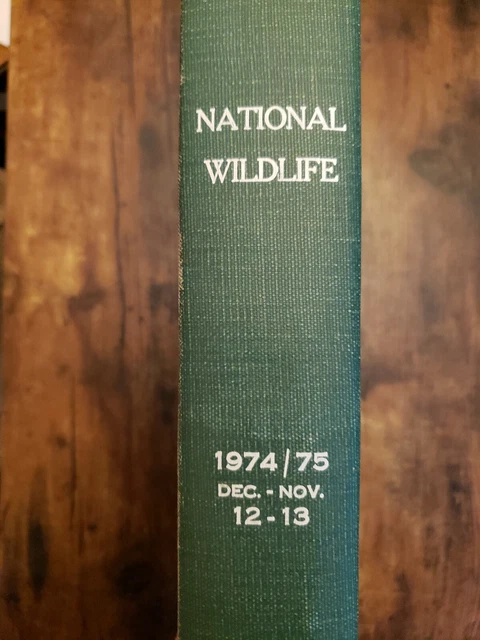 NATIONAL
WILDLIFE
1974/75
DEC. - NOV.
12 - 13